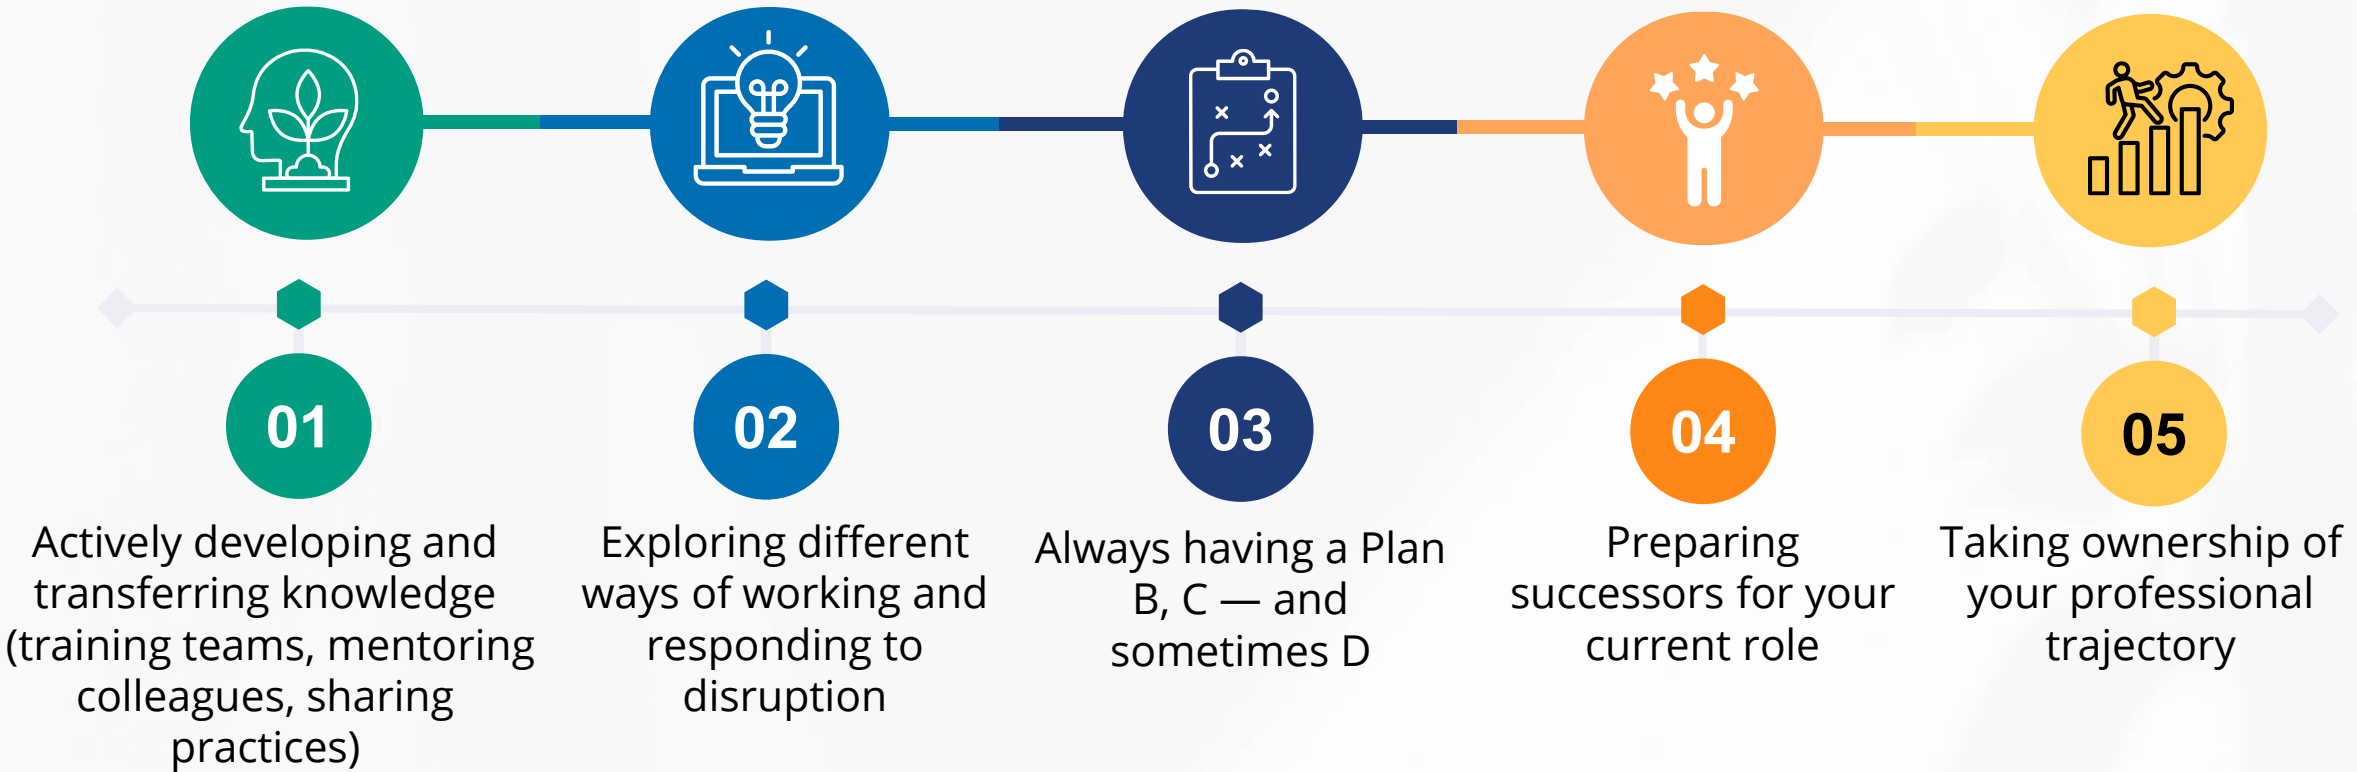 01
Actively developing and
transferring knowledge
(training teams, mentoring
colleagues, sharing
practices)
02
Exploring different
ways of working and
responding to
disruption
03
Always having a Plan
B, C — and
sometimes D
04
Preparing
successors for your
current role
05
Taking ownership of
your professional
trajectory